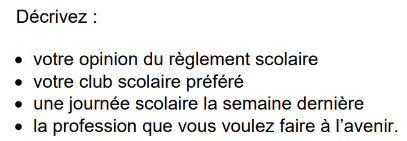 Décrivez :
• votre opinion du règlement scolaire
• votre club scolaire préféré
• une journée scolaire la semaine dernière
• la profession que vous voulez faire à l’avenir.